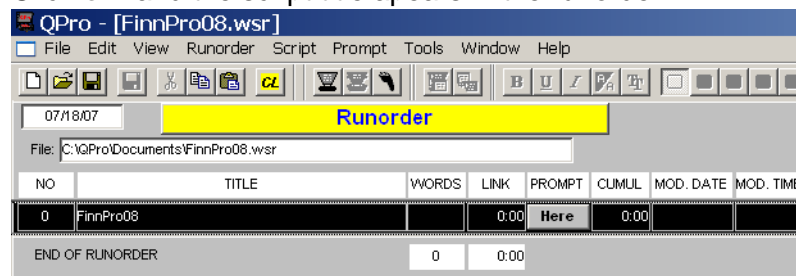 QPro - [FinnPro08.wsr]
File Edit View Runorder Script Prompt Tools Window Help
CL B U I
07/18/07 Runorder
File: C:\QPro\Documents\FinnPro08.wsr
NO TITLE WORDS LINK PROMPT CUMUL MOD. DATE MOD. TIME
0 FinnPro08 0:00 Here 0:00
END OF RUNORDER 0 0:00